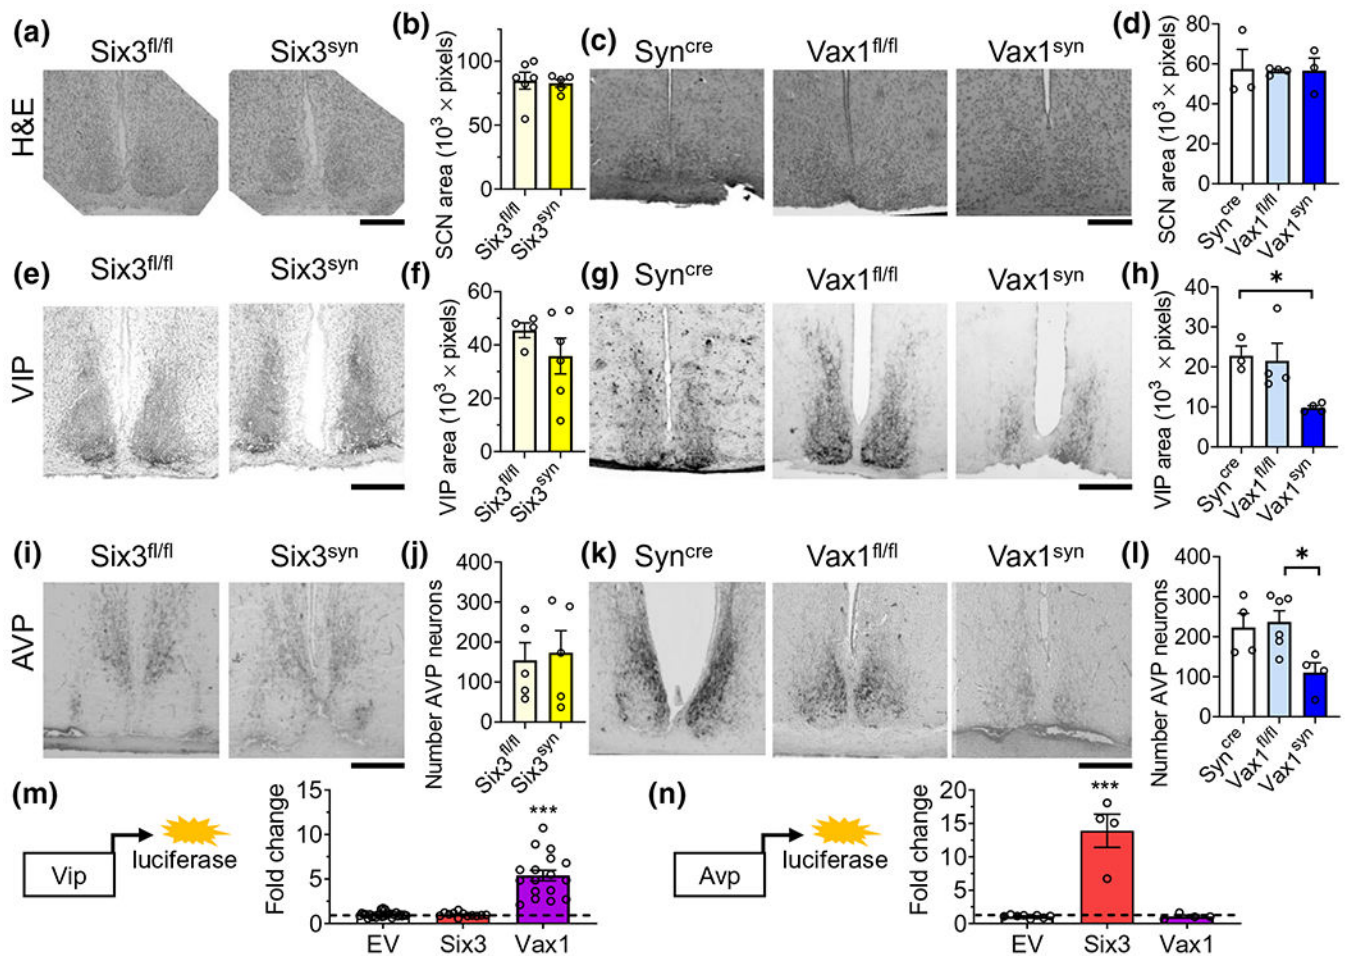 (a) Six3fl/fl Six3syn
H&E
(b)
SCN area (10³ × pixels)
100
50
0
Six3fl/fl
Six3syn
(c) Syncre Vax1fl/fl Vax1syn
(d)
SCN area (10³ × pixels)
80
60
40
20
0
Syncre
Vax1fl/fl
Vax1syn
(e) Six3fl/fl Six3syn
VIP
(f)
VIP area (10³ × pixels)
60
40
20
0
Six3fl/fl
Six3syn
(g) Syncre Vax1fl/fl Vax1syn
(h)
VIP area (10³ × pixels)
40
30
20
10
0
*
Syncre
Vax1fl/fl
Vax1syn
(i) Six3fl/fl Six3syn
AVP
(j)
Number AVP neurons
400
300
200
100
0
Six3fl/fl
Six3syn
(k) Syncre Vax1fl/fl Vax1syn
(l)
Number AVP neurons
400
300
200
100
0
*
Syncre
Vax1fl/fl
Vax1syn
(m)
Vip
luciferase
Fold change
15
10
5
0
***
EV Six3 Vax1
(n)
Avp
luciferase
Fold change
20
15
10
5
0
***
EV Six3 Vax1